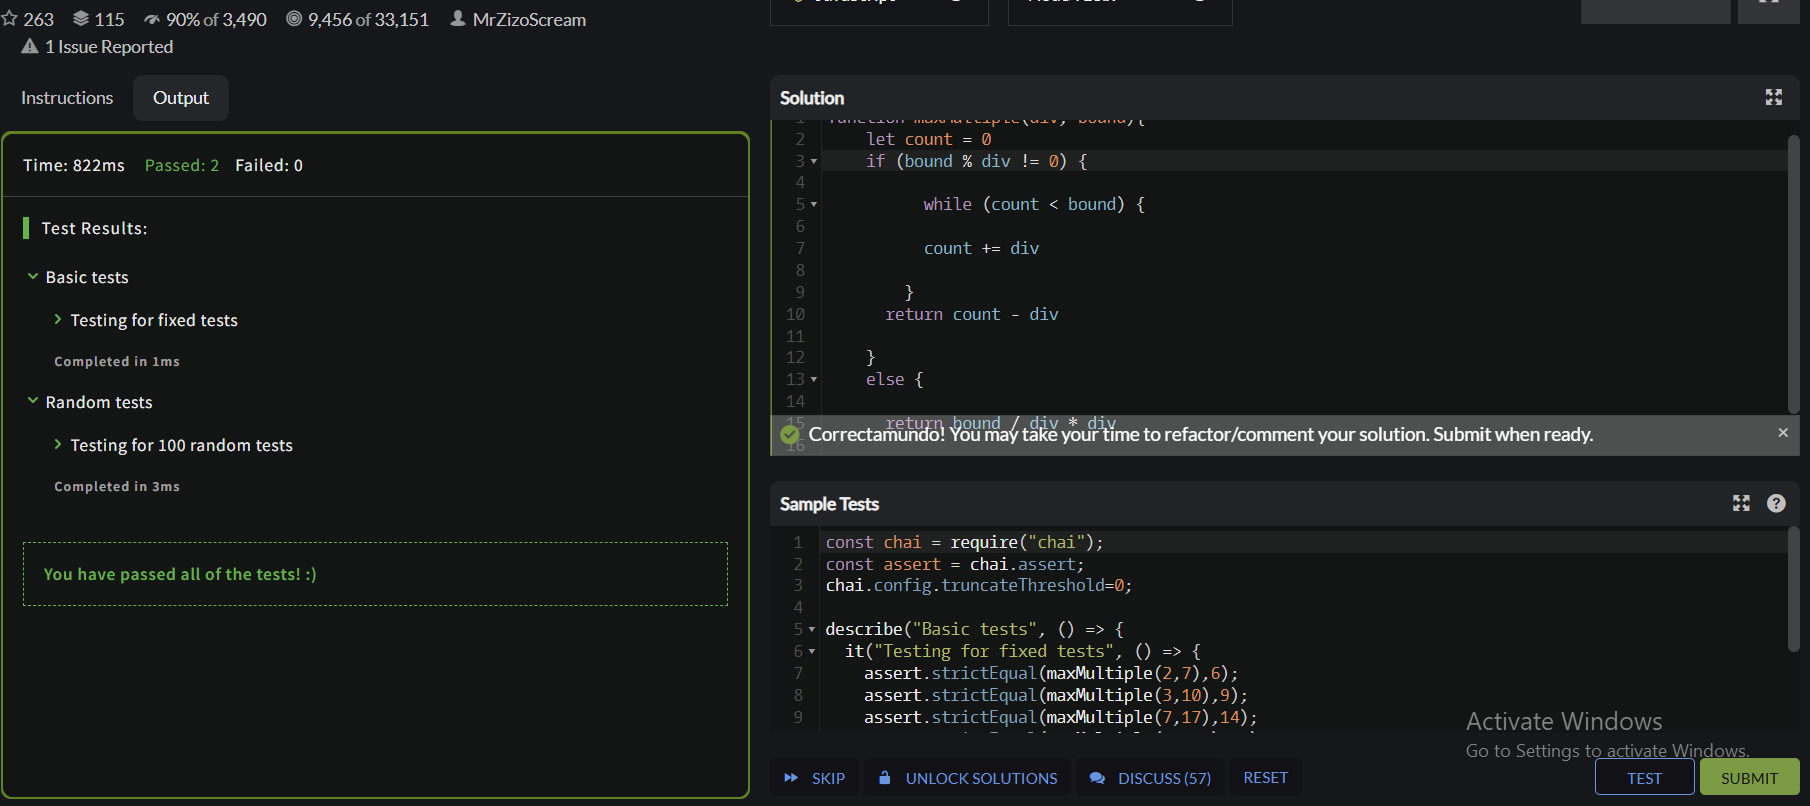 263 115 90% of 3,490 9,456 of 33,151 MrZizoScream
1 Issue Reported
Instructions Output
Time: 822ms Passed: 2 Failed: 0
Test Results:
Basic tests
Testing for fixed tests
Completed in 1ms
Random tests
Testing for 100 random tests
Completed in 3ms
You have passed all of the tests! :)
Solution
1 function maxMultiple(div, bound){
2 let count = 0
3 if (bound % div != 0) {
4
5 while (count < bound) {
6
7 count += div
8
9 }
10 return count - div
11
12 }
13 else {
14
15 return bound / div * div
16
Correctamundo! You may take your time to refactor/comment your solution. Submit when ready.
Sample Tests
1 const chai = require("chai");
2 const assert = chai.assert;
3 chai.config.truncateThreshold=0;
4
5 describe("Basic tests", () => {
6 it("Testing for fixed tests", () => {
7 assert.strictEqual(maxMultiple(2,7),6);
8 assert.strictEqual(maxMultiple(3,10),9);
9 assert.strictEqual(maxMultiple(7,17),14);
Activate Windows
Go to Settings to activate Windows.
SKIP UNLOCK SOLUTIONS DISCUSS (57) RESET TEST SUBMIT